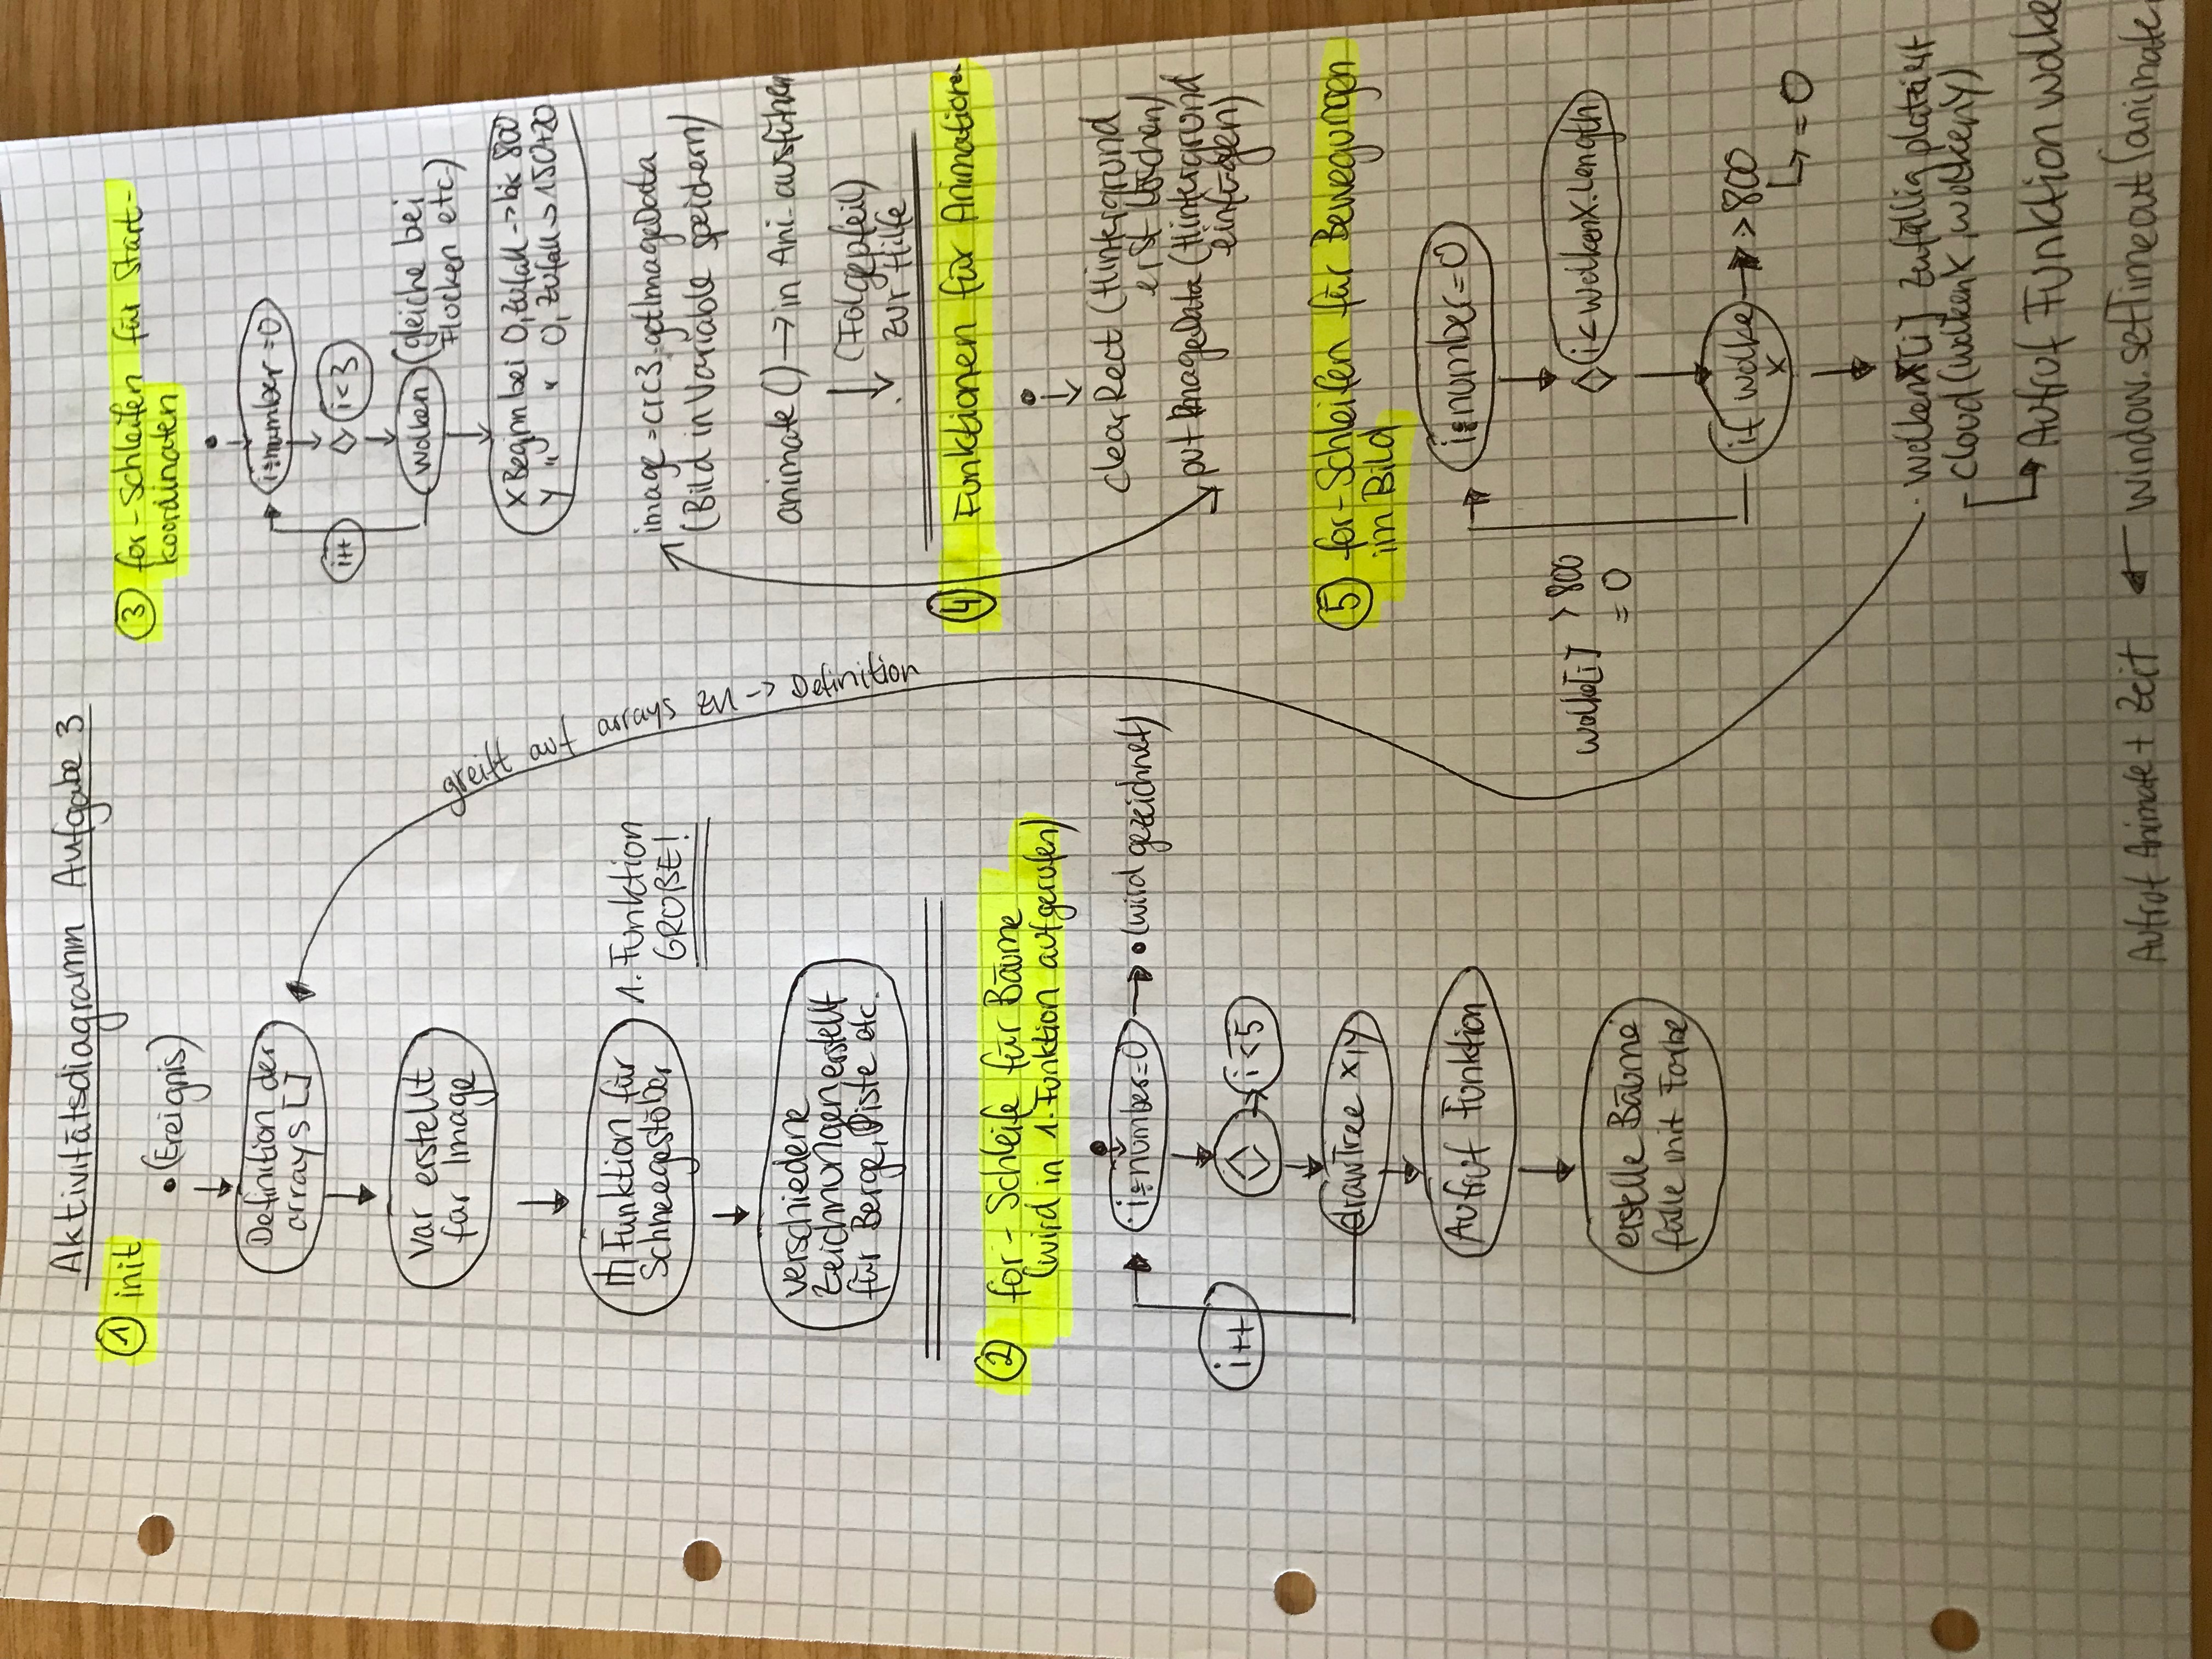 Aktivitätsdiagramm Aufgabe 3
① init
(Ereignis)
Definition der
arrays []
var erstellt
für Image
Funktion für
Schneegestöber
1. Funktion
GROßE!
verschiedene
Zeichnungen erstellt
für Berge, Piste etc.
greift auf arrays zu -> Definition
② for-Schleife für Bäume
(wird in 1. Funktion aufgerufen)
i:number=0
(wird gezeichnet)
i++
i<5
drawTree x,y
Aufruf Funktion
erstelle Bäume
fülle mit Farbe
③ for-Schleifen für Start-
koordinaten
i:number=0
i++
i<3
wolken (gleiche bei
Flocken etc.)
x Beginn bei 0, Zufall -> bis 800
y " " 0, Zufall -> 150+20
image = crc3.getImageData
(Bild in Variable speichern)
animate() -> in Ani. ausführen
(Folgepfeil)
zur Hilfe
④ Funktionen für Animation
clearRect (Hintergrund
erst löschen)
putImageData (Hintergrund
einfügen)
⑤ for-Schleifen für Bewegungen
im Bild
i:number=0
i<wolkenX.length
wolke[i] >800
=0
if wolke
x
>800
=0
wolkenX[i] zufällig platziert
cloud(wolkenX, wolkenY)
Aufruf Funktion Wolke
window.setTimeout(animate,
Aufruf Animate + Zeit